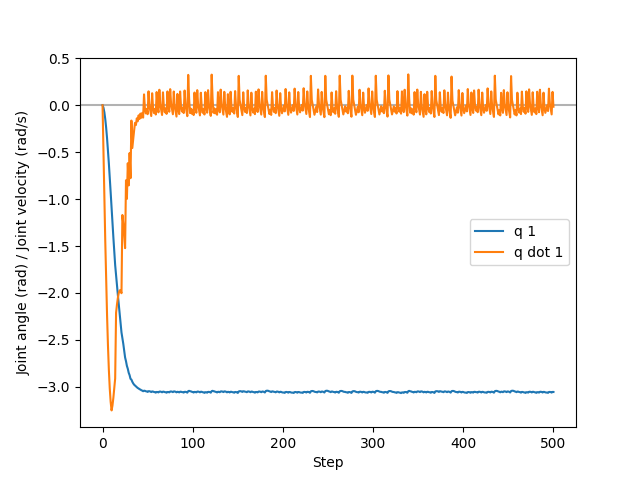 0.5
0.0
−0.5
−1.0
−1.5
−2.0
−2.5
−3.0
Joint angle (rad) / Joint velocity (rad/s)
q 1
q dot 1
0 100 200 300 400 500
Step